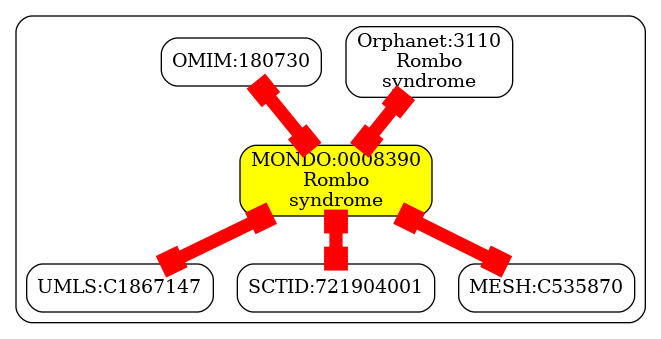 OMIM:180730
Orphanet:3110
Rombo
syndrome
MONDO:0008390
Rombo
syndrome
UMLS:C1867147
SCTID:721904001
MESH:C535870